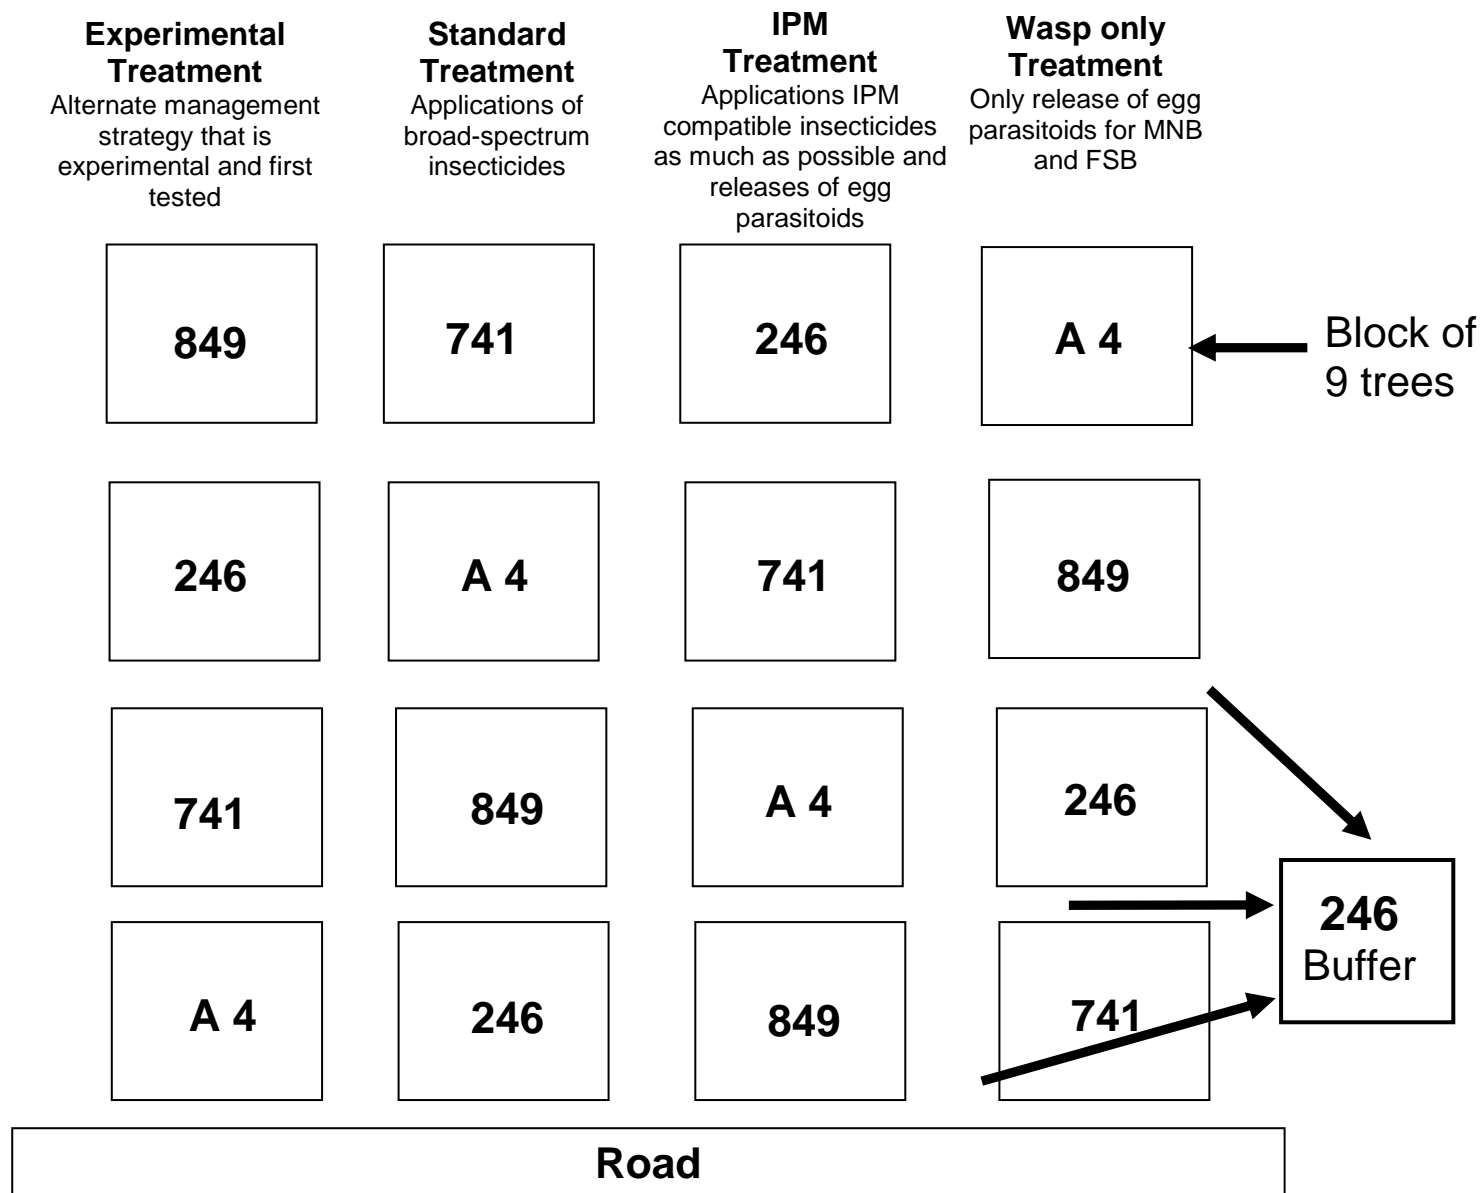 Experimental
Treatment
Alternate management
strategy that is
experimental and first
tested
Standard
Treatment
Applications of
broad-spectrum
insecticides
IPM
Treatment
Applications IPM
compatible insecticides
as much as possible and
releases of egg
parasitoids
Wasp only
Treatment
Only release of egg
parasitoids for MNB
and FSB
849
741
246
A 4
Block of
9 trees
246
A 4
741
849
741
849
A 4
246
246
Buffer
A 4
246
849
741
Road